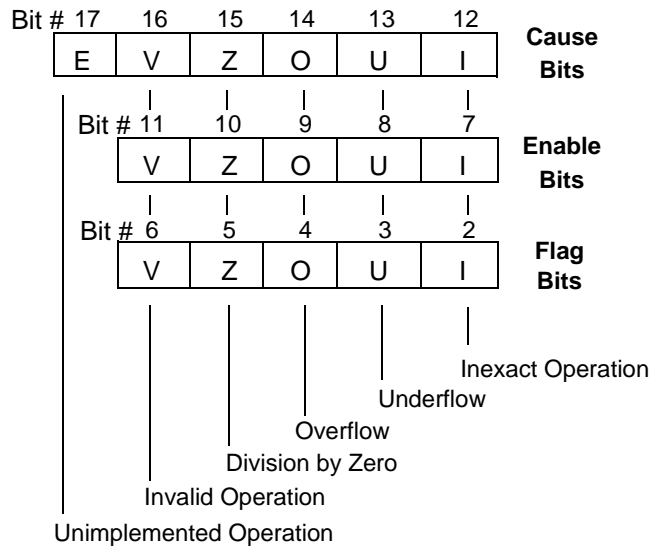 Bit # 17 16 15 14 13 12
E V Z O U I
Cause
Bits
Bit # 11 10 9 8 7
V Z O U I
Enable
Bits
Bit # 6 5 4 3 2
V Z O U I
Flag
Bits
Inexact Operation
Underflow
Overflow
Division by Zero
Invalid Operation
Unimplemented Operation